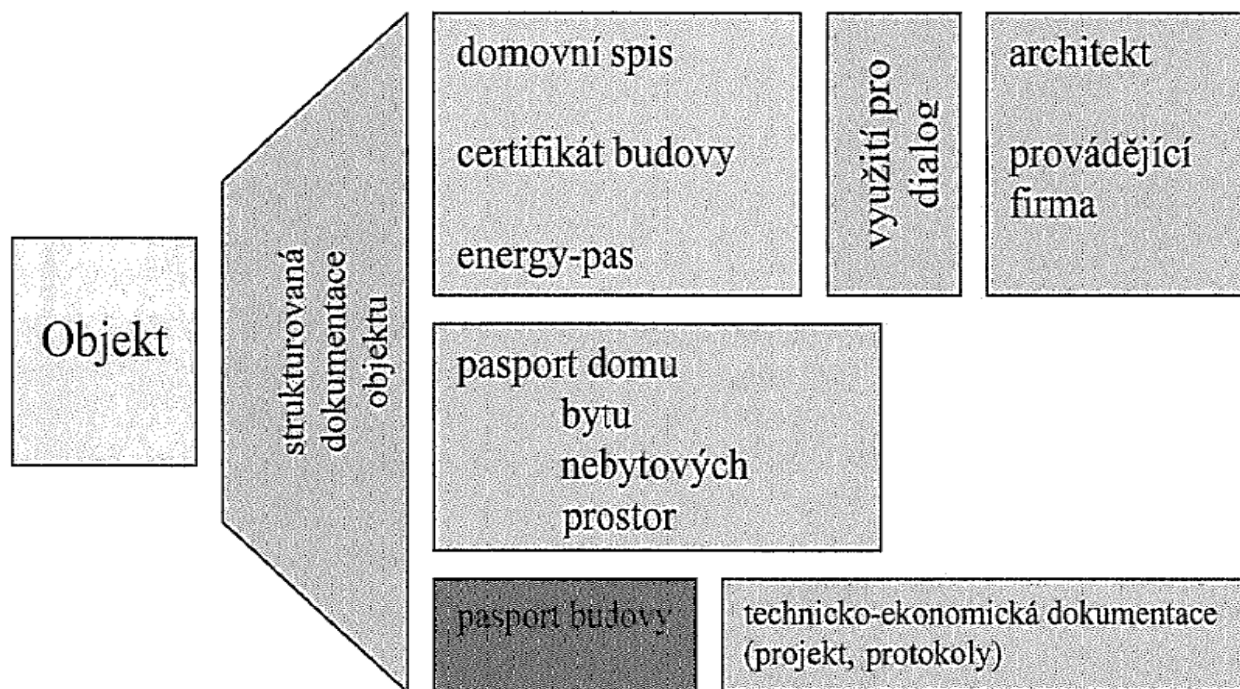 Objekt
strukturovaná
dokumentace
objektu
domovní spis
certifikát budovy
energy-pas
využití pro
dialog
architekt
provádějící
firma
pasport domu
bytu
nebytových
prostor
pasport budovy
technicko-ekonomická dokumentace
(projekt, protokoly)